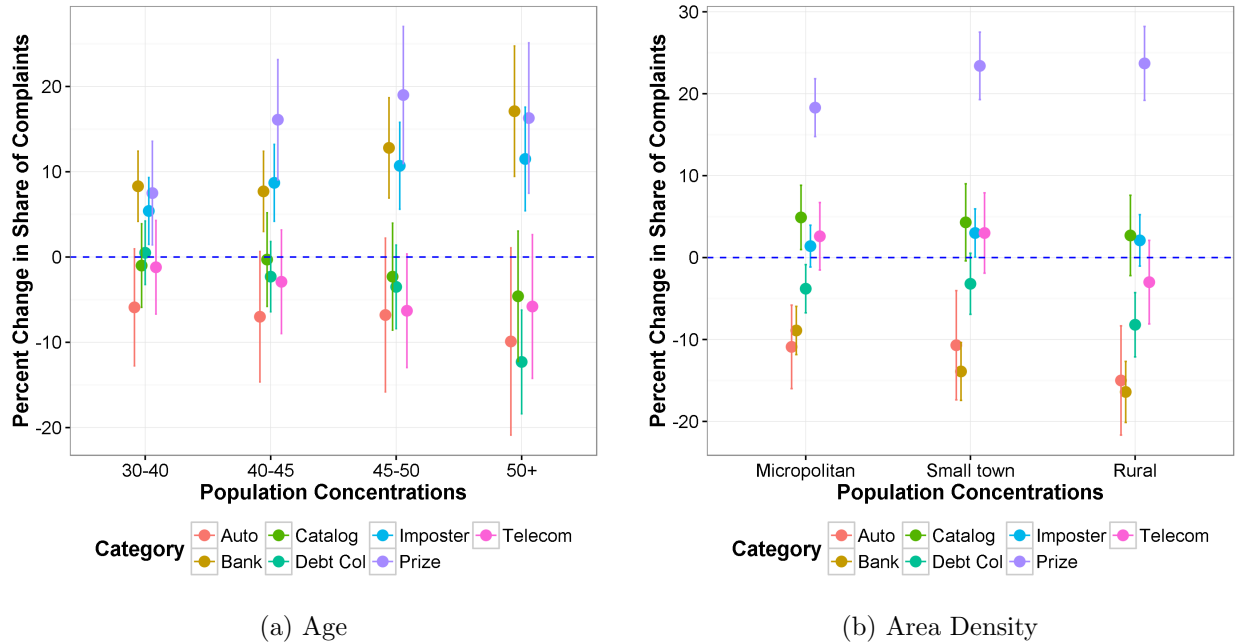 Percent Change in Share of Complaints
20
10
0
-10
-20
30-40 40-45 45-50 50+
Population Concentrations
Category
Auto Catalog Imposter Telecom
Bank Debt Col Prize
(a) Age
Percent Change in Share of Complaints
30
20
10
0
-10
-20
Micropolitan Small town Rural
Population Concentrations
Category
Auto Catalog Imposter Telecom
Bank Debt Col Prize
(b) Area Density